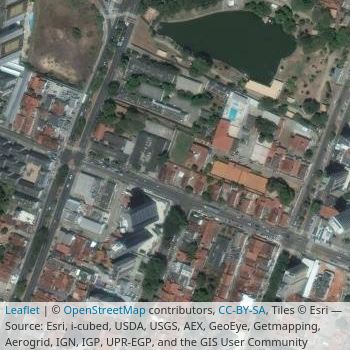 Leaflet | © OpenStreetMap contributors, CC-BY-SA, Tiles © Esri —
Source: Esri, i-cubed, USDA, USGS, AEX, GeoEye, Getmapping,
Aerogrid, IGN, IGP, UPR-EGP, and the GIS User Community